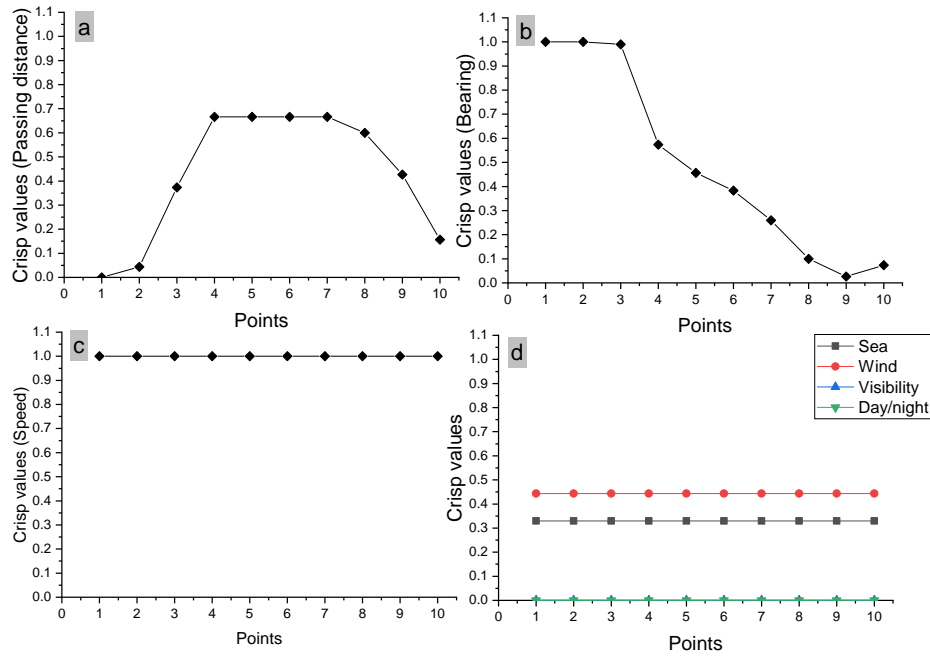 a
Crisp values (Passing distance)
1.1
1.0
0.9
0.8
0.7
0.6
0.5
0.4
0.3
0.2
0.1
0.0
0 1 2 3 4 5 6 7 8 9 10
Points
b
Crisp values (Bearing)
1.1
1.0
0.9
0.8
0.7
0.6
0.5
0.4
0.3
0.2
0.1
0.0
0 1 2 3 4 5 6 7 8 9 10
Points
c
Crisp values (Speed)
1.1
1.0
0.9
0.8
0.7
0.6
0.5
0.4
0.3
0.2
0.1
0.0
0 1 2 3 4 5 6 7 8 9 10
Points
d
Crisp values
1.1
1.0
0.9
0.8
0.7
0.6
0.5
0.4
0.3
0.2
0.1
0.0
0 1 2 3 4 5 6 7 8 9 10
Points
Sea
Wind
Visibility
Day/night